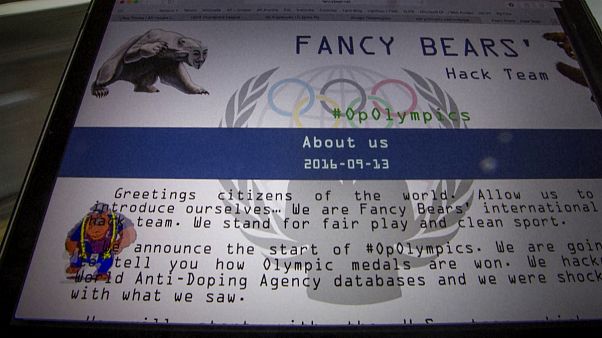 FANCY BEARS'
Hack Team
#OpOlympics
About us
2016-09-13
Greetings citizens of the world. Allow us to
introduce ourselves… We are Fancy Bears' international
team. We stand for fair play and clean sport.
announce the start of #OpOlympics. We are goin
tell you how Olympic medals are won. We hack
World Anti-Doping Agency databases and we were shock
with what we saw.